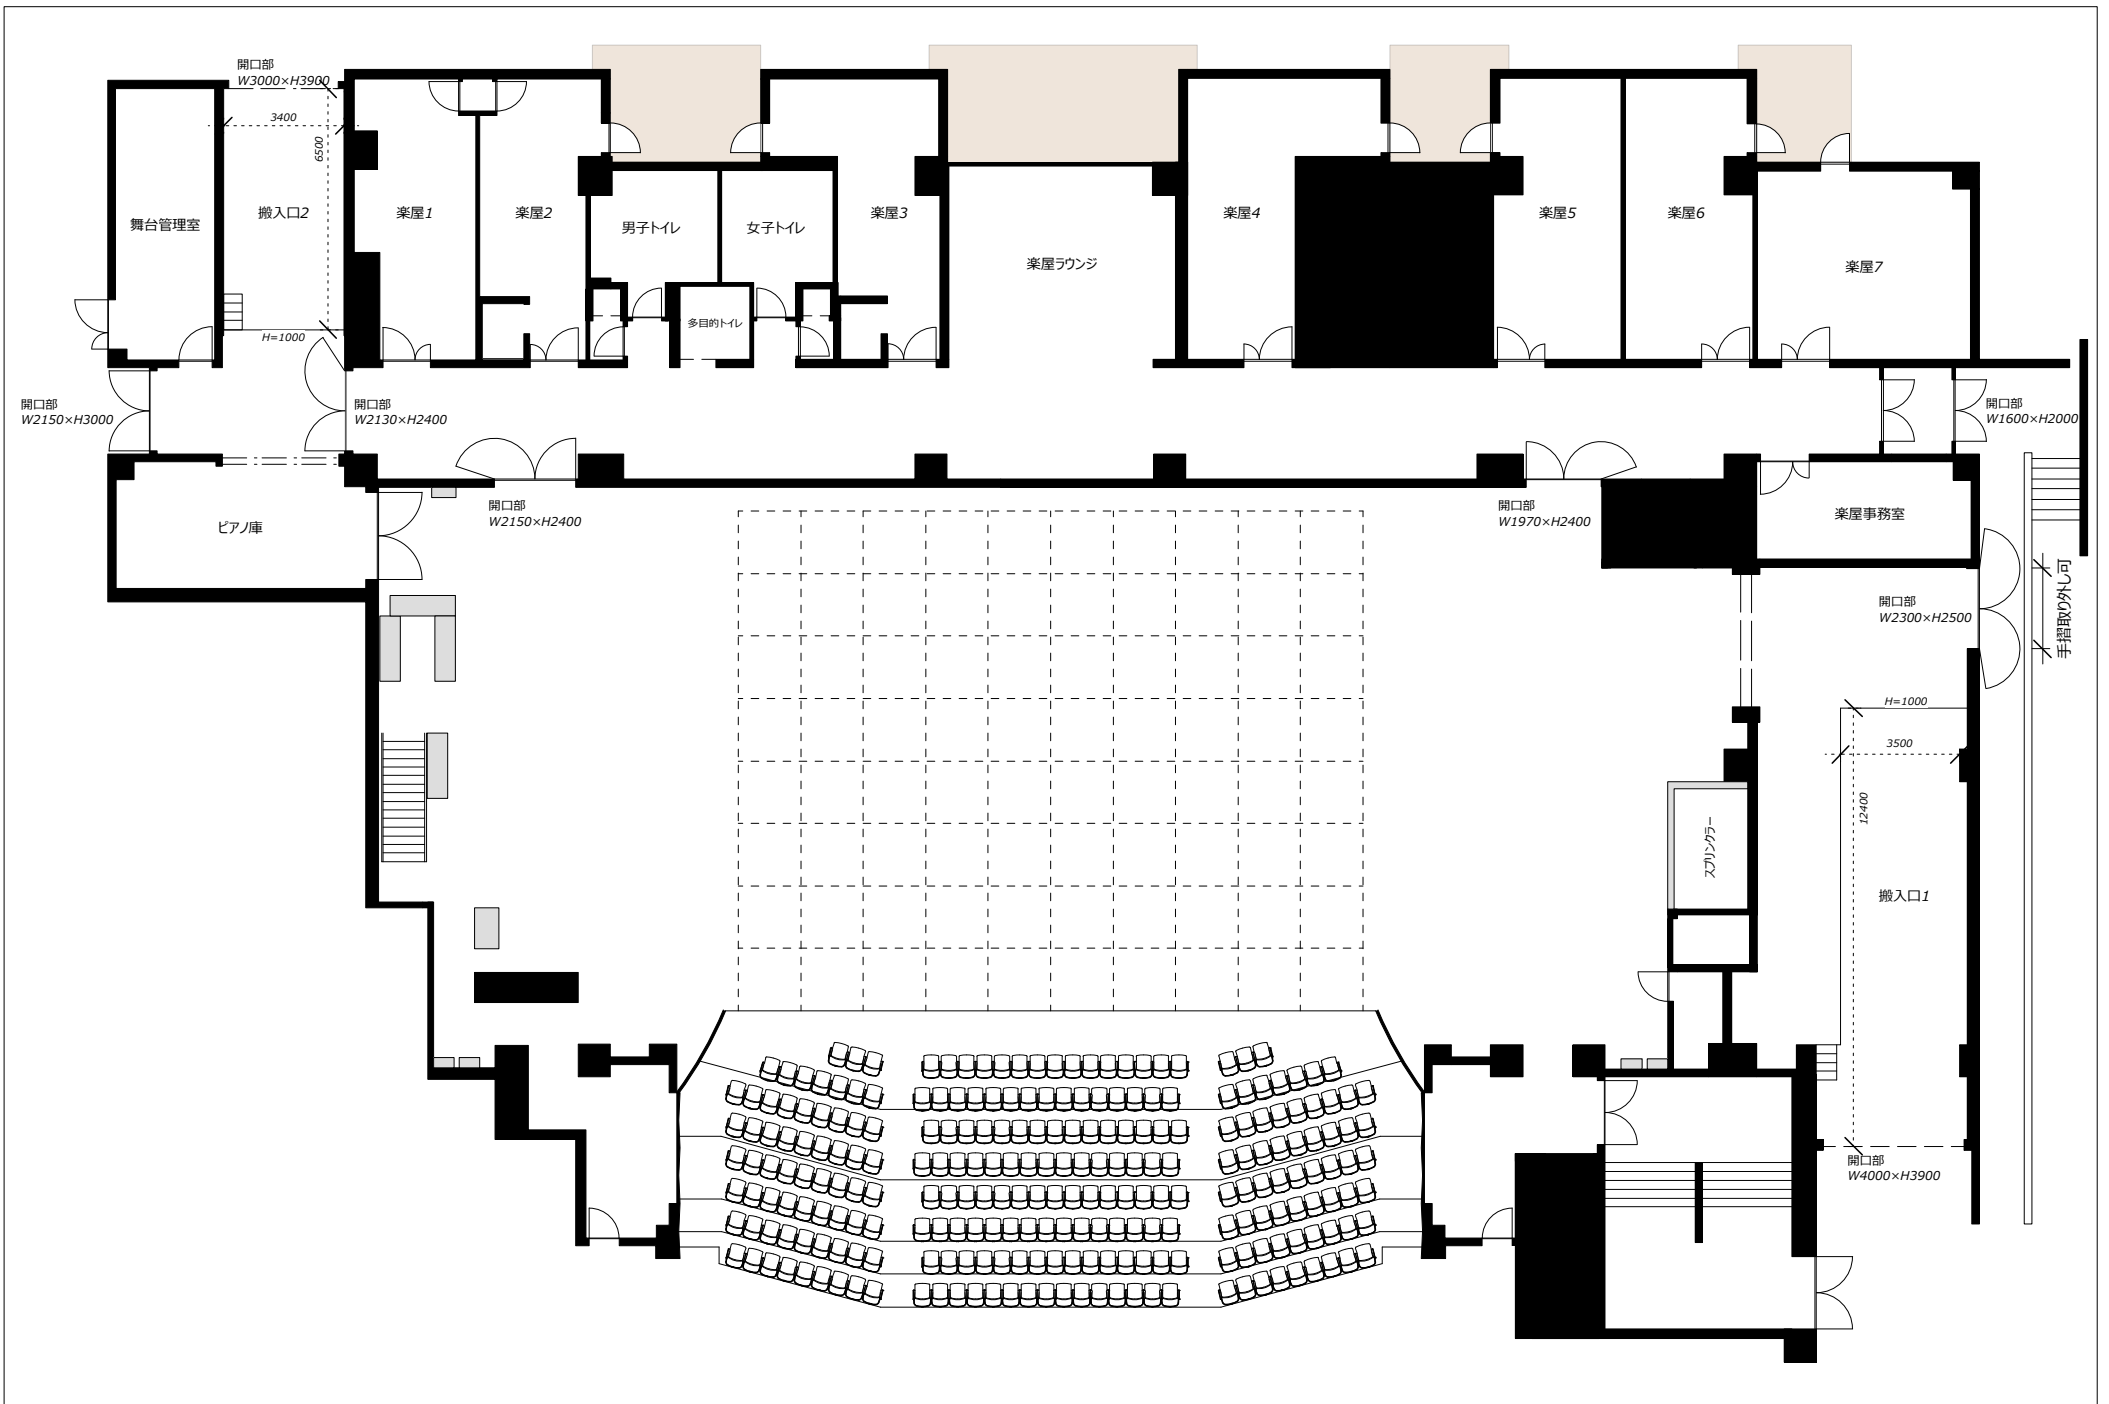 開口部
W3000×H3900
3400
6500
舞台管理室
搬入口2
楽屋1
楽屋2
男子トイレ
女子トイレ
楽屋3
楽屋ラウンジ
楽屋4
楽屋5
楽屋6
楽屋7
多目的トイレ
H=1000
開口部
W2150×H3000
開口部
W2130×H2400
開口部
W1600×H2000
ピアノ庫
開口部
W2150×H2400
開口部
W1970×H2400
楽屋事務室
開口部
W2300×H2500
手摺取り外し可
H=1000
3500
12400
スプリンクラー
搬入口1
開口部
W4000×H3900